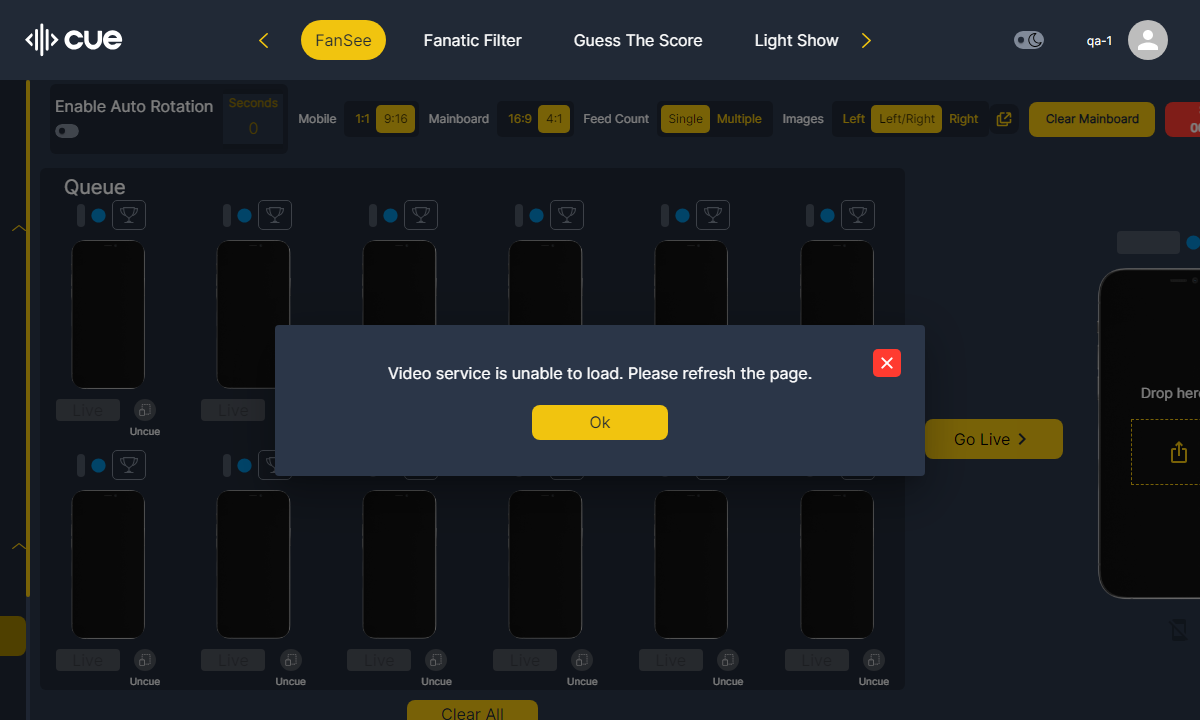 cue
FanSee
Fanatic Filter
Guess The Score
Light Show
qa-1
Enable Auto Rotation
Seconds
0
Mobile
1:1
9:16
Mainboard
16:9
4:1
Feed Count
Single
Multiple
Images
Left
Left/Right
Right
Clear Mainboard
Queue
Live
Uncue
Live
Video service is unable to load. Please refresh the page.
Ok
Go Live
Drop here
Live
Uncue
Live
Uncue
Live
Uncue
Live
Uncue
Live
Uncue
Live
Uncue
Clear All